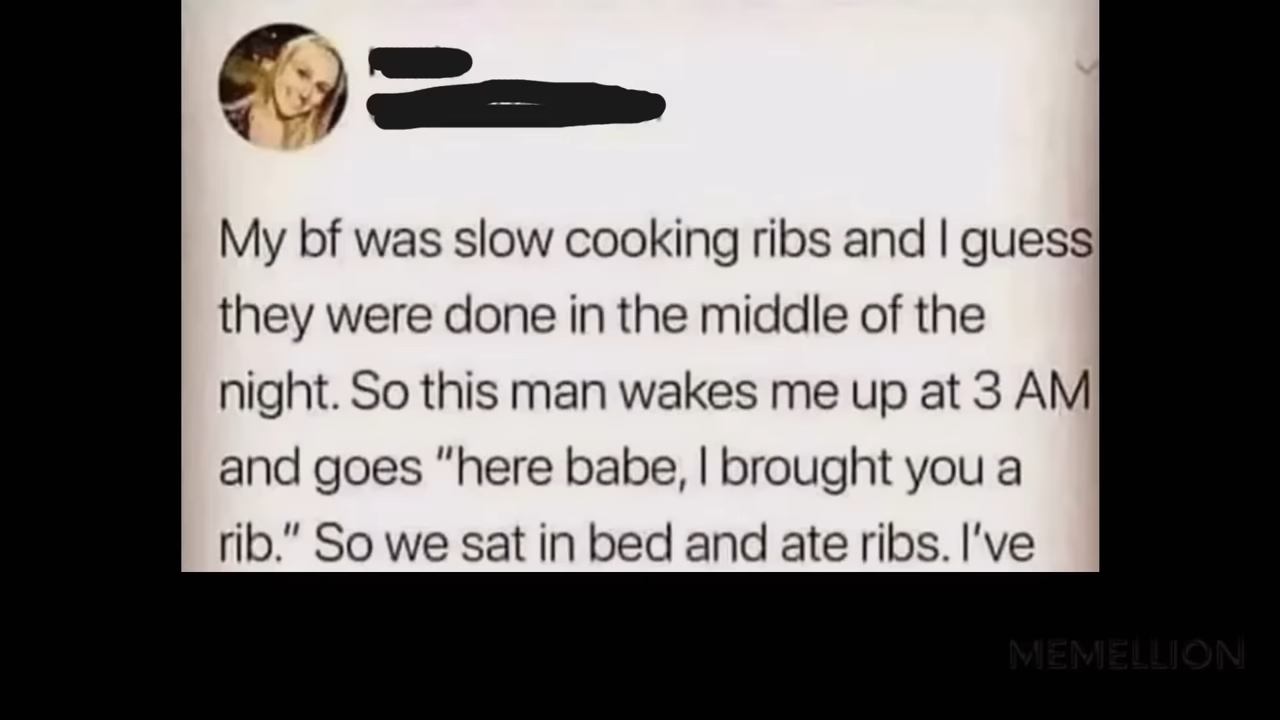 My bf was slow cooking ribs and I guess
they were done in the middle of the
night. So this man wakes me up at 3 AM
and goes "here babe, I brought you a
rib." So we sat in bed and ate ribs. I've
MEMELLION